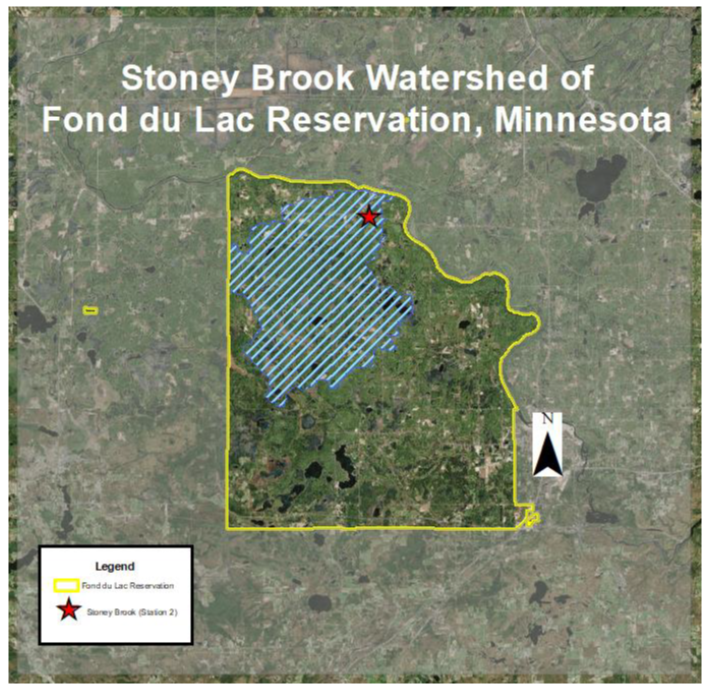 Stoney Brook Watershed of
Fond du Lac Reservation, Minnesota
N
Legend
Fond du Lac Reservation
Stoney Brook (Station 2)